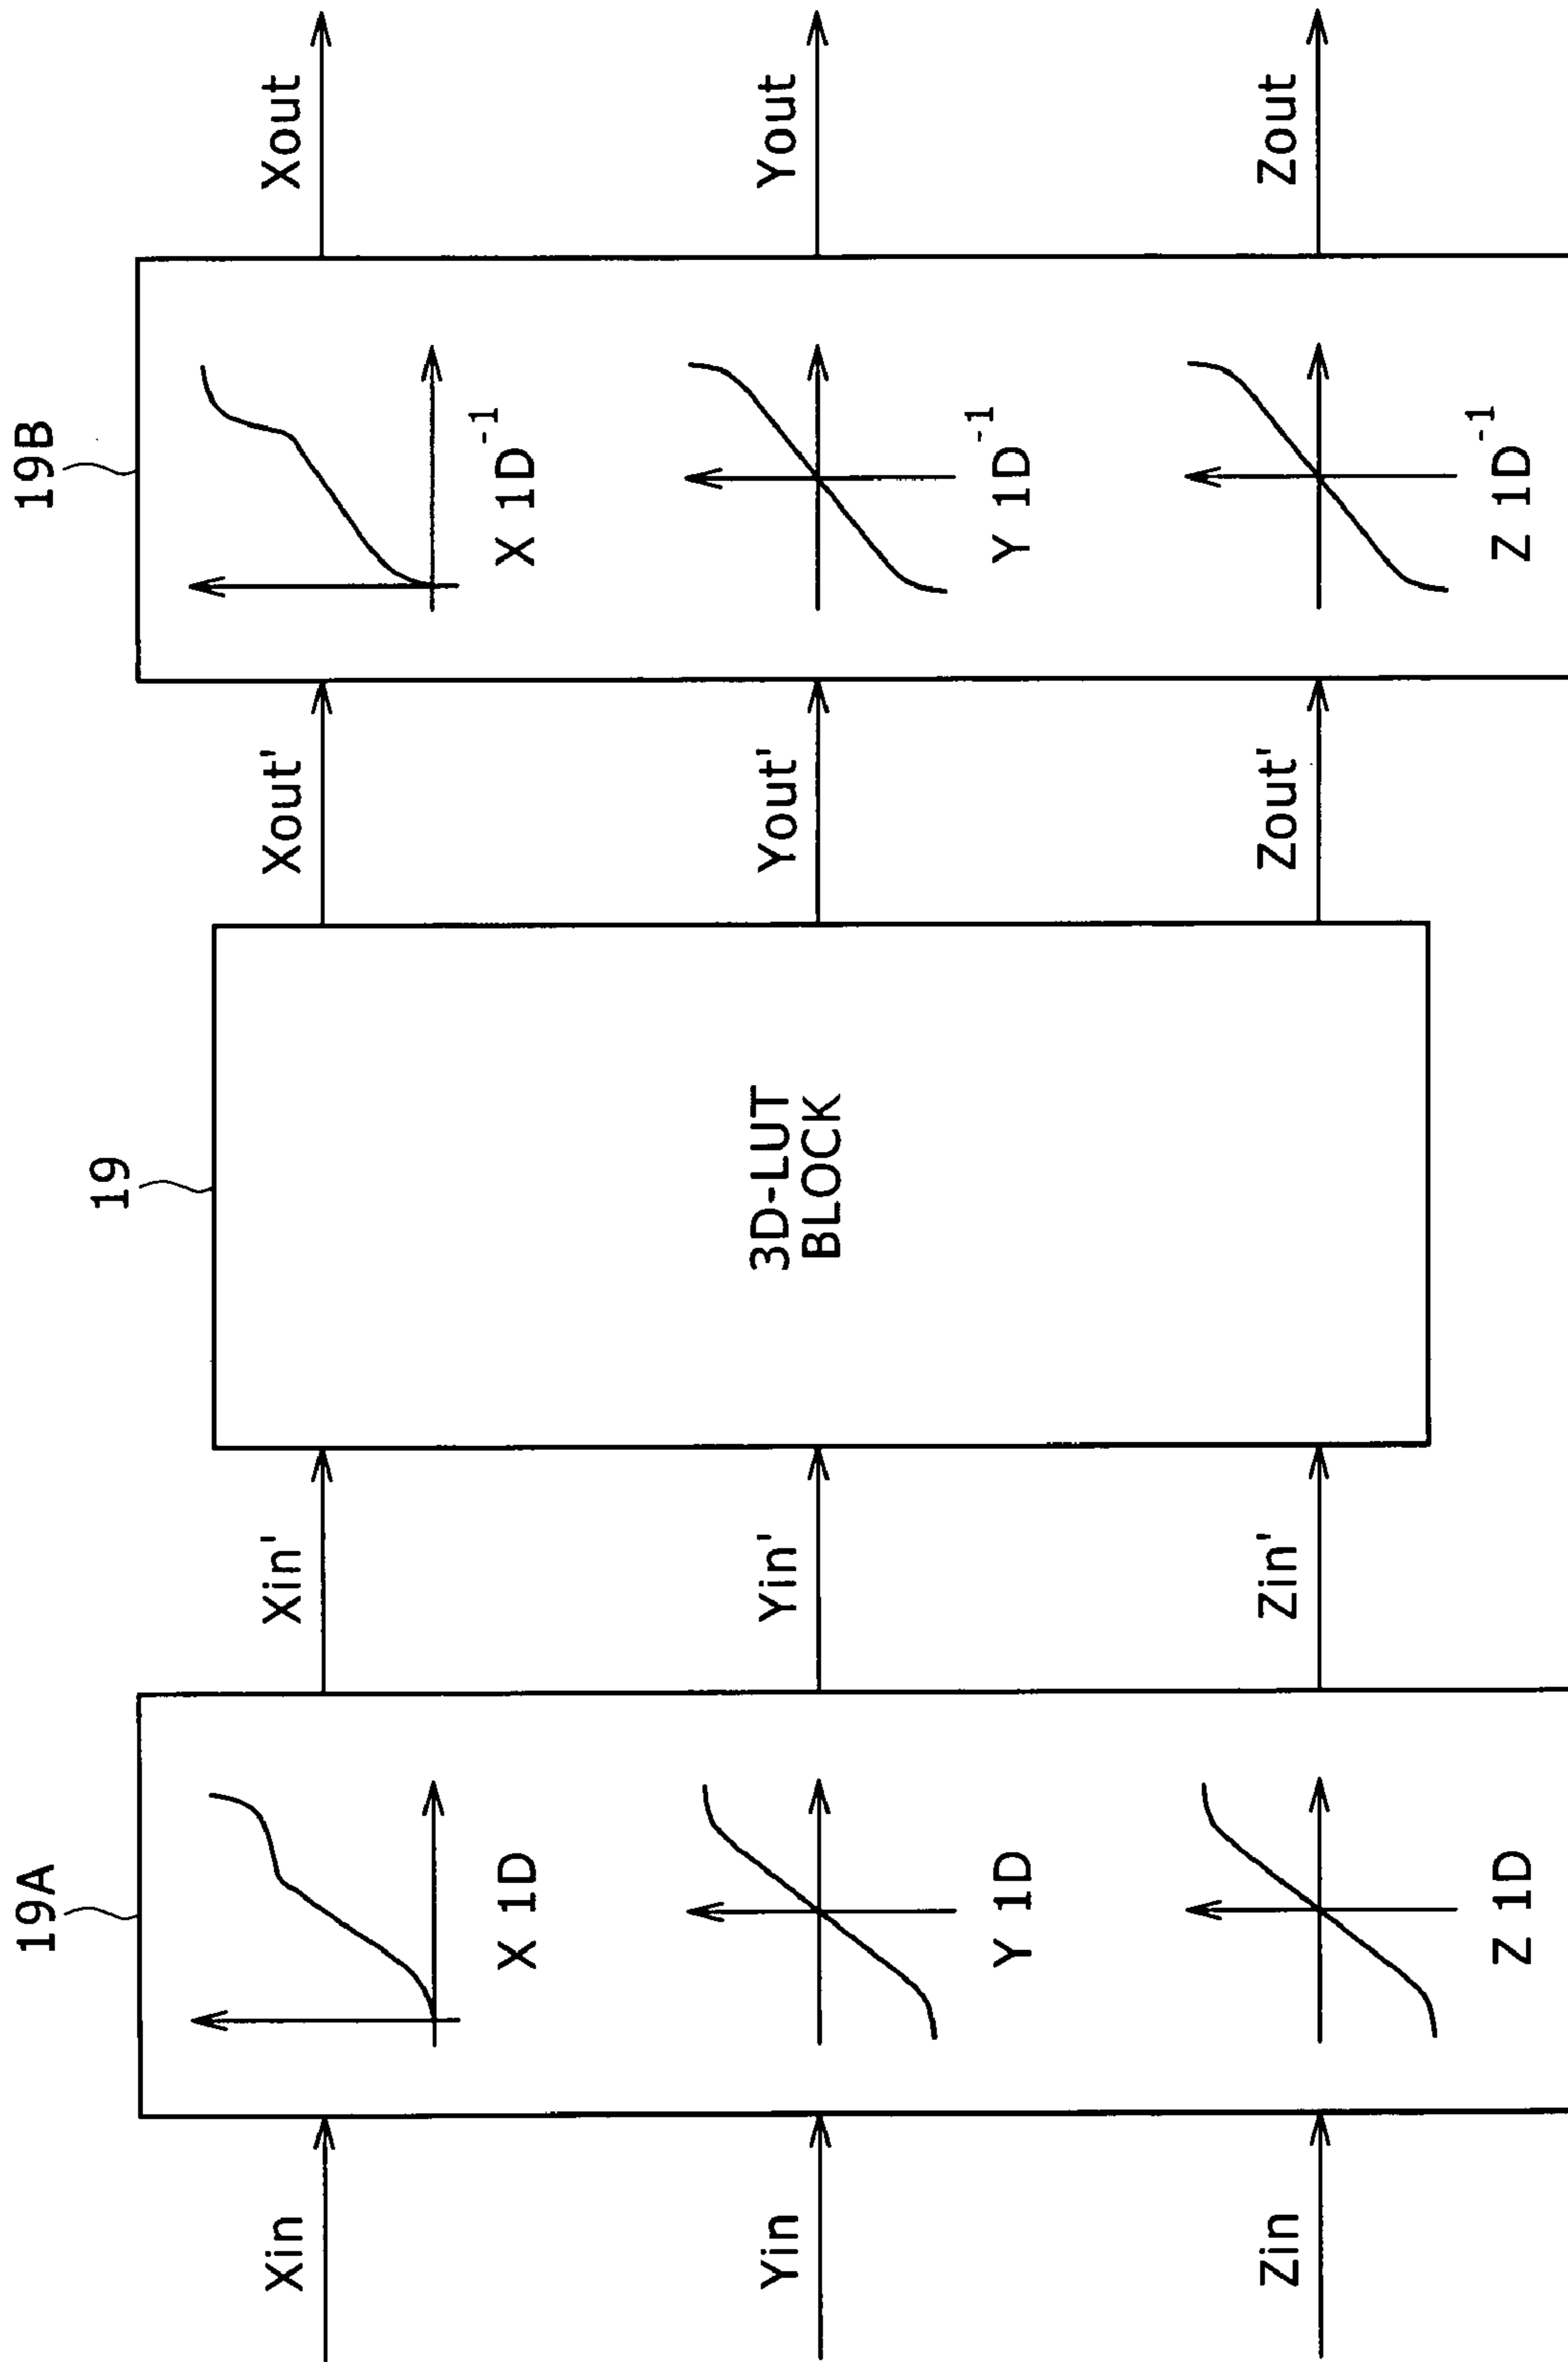 19A
19
19B
Xin
X 1D
Xin'
Xout'
X 1D⁻¹
Xout
Yin
Y 1D
Yin'
3D-LUT
BLOCK
Yout'
Y 1D⁻¹
Yout
Zin
Z 1D
Zin'
Zout'
Z 1D⁻¹
Zout